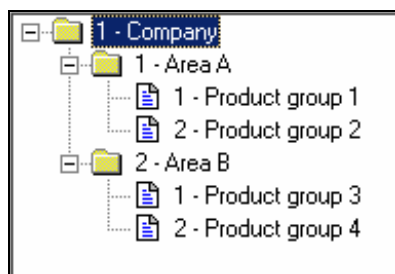 1 - Company
1 - Area A
1 - Product group 1
2 - Product group 2
2 - Area B
1 - Product group 3
2 - Product group 4